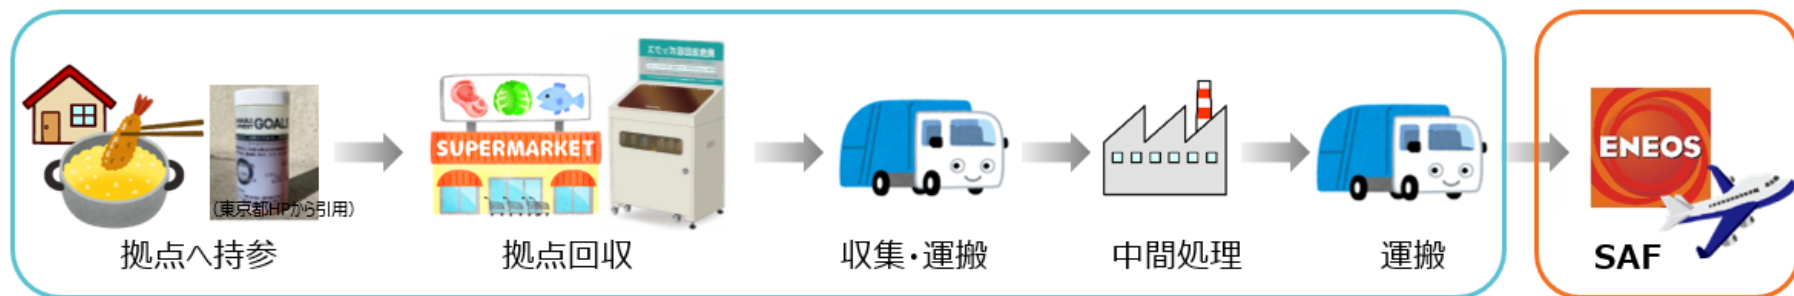 GOALS
(東京都HPから引用)
SUPERMARKET
ENEOS
拠点へ持参
拠点回収
収集・運搬
中間処理
運搬
SAF